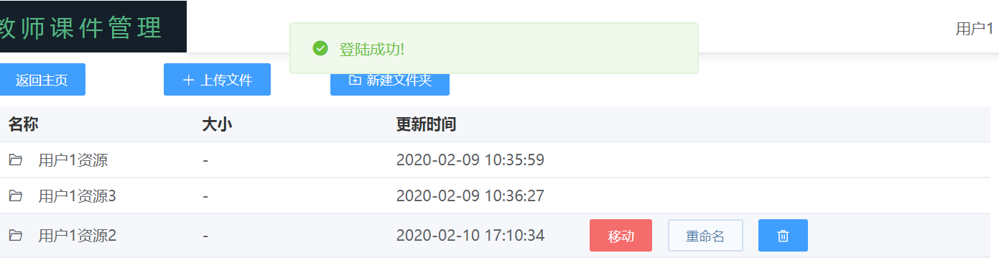 教师课件管理
登陆成功!
用户1
返回主页
上传文件
新建文件夹
名称 大小 更新时间
用户1资源 - 2020-02-09 10:35:59
用户1资源3 - 2020-02-09 10:36:27
用户1资源2 - 2020-02-10 17:10:34 移动 重命名